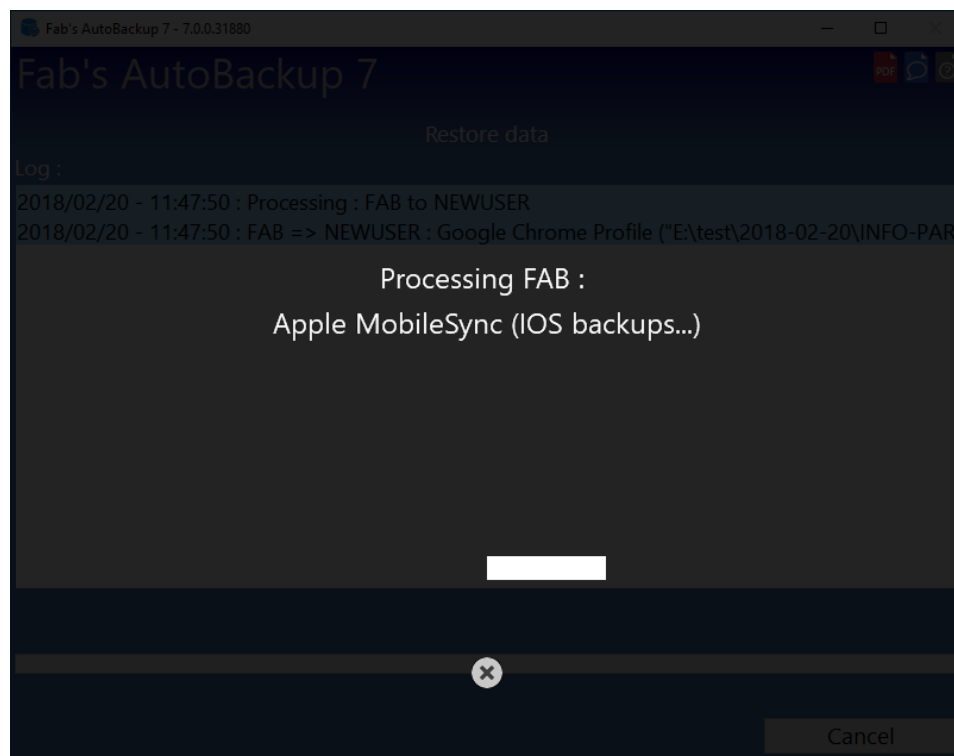 Fab's AutoBackup 7 - 7.0.0.31880
Fab's AutoBackup 7
PDF
?
Restore data
Log :
2018/02/20 - 11:47:50 : Processing : FAB to NEWUSER
2018/02/20 - 11:47:50 : FAB => NEWUSER : Google Chrome Profile ("E:\test\2018-02-20\INFO-PAR
Processing FAB :
Apple MobileSync (IOS backups...)
Cancel